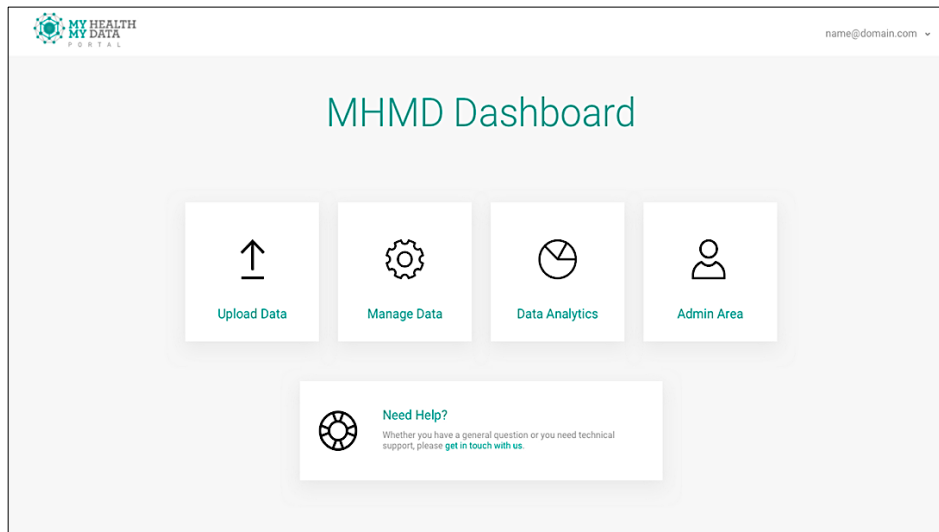 MY HEALTH
MY DATA
PORTAL
name@domain.com
MHMD Dashboard
Upload Data
Manage Data
Data Analytics
Admin Area
Need Help?
Whether you have a general question or you need technical
support, please get in touch with us.